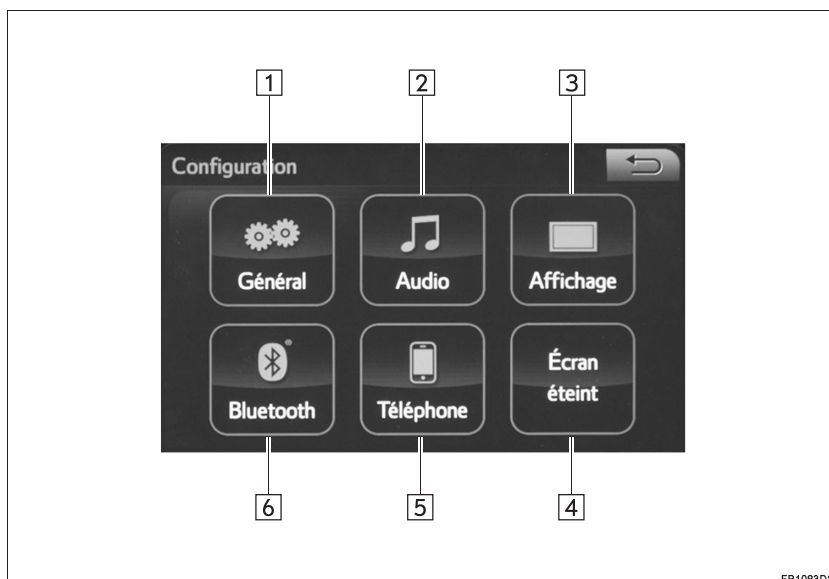 1 2 3
Configuration
Général Audio Affichage
Bluetooth Téléphone Écran
éteint
6 5 4